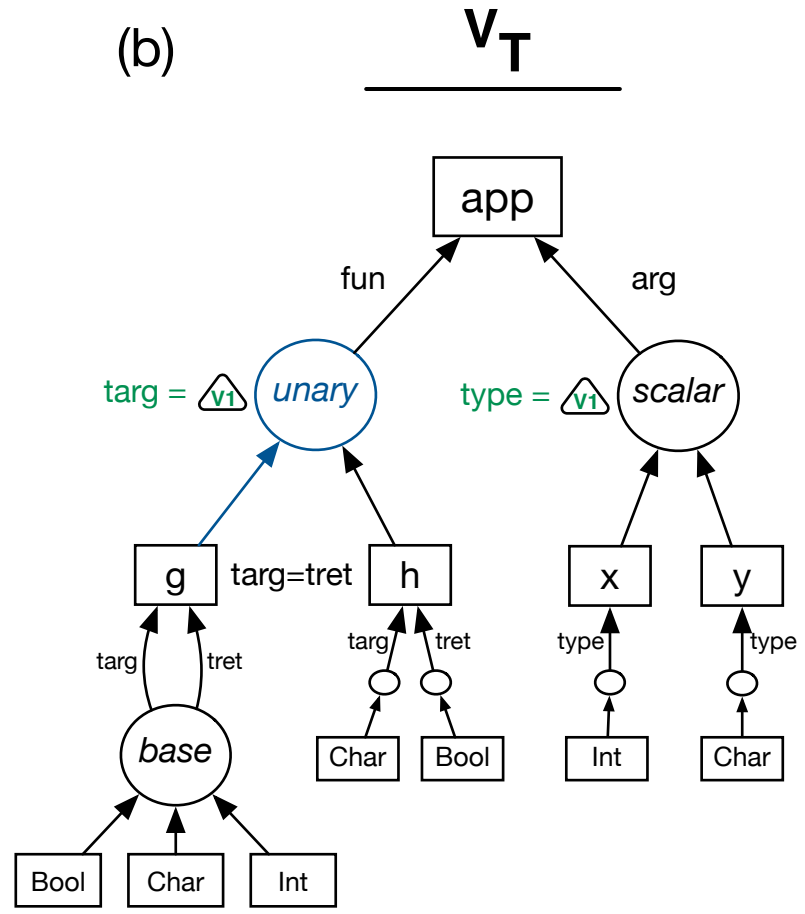 (b)
V_T
app
fun
arg
targ = V1
unary
type = V1
scalar
g
targ=tret
h
x
y
targ
tret
targ
tret
type
type
base
Char
Bool
Int
Char
Bool
Char
Int